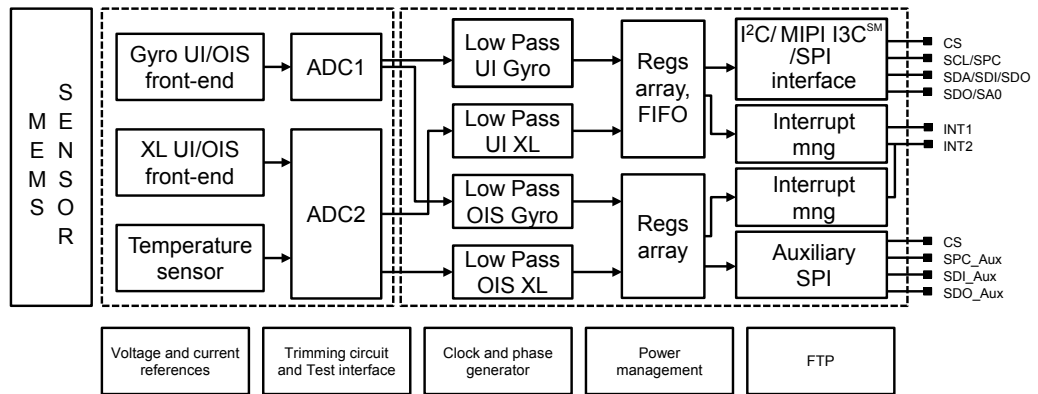 MEMS
SENSOR
Gyro UI/OIS
front-end
XL UI/OIS
front-end
Temperature
sensor
ADC1
ADC2
Low Pass
UI Gyro
Low Pass
UI XL
Low Pass
OIS Gyro
Low Pass
OIS XL
Regs
array,
FIFO
Regs
array
I²C/ MIPI I3C℠
/SPI
interface
Interrupt
mng
Interrupt
mng
Auxiliary
SPI
CS
SCL/SPC
SDA/SDI/SDO
SDO/SA0
INT1
INT2
CS
SPC_Aux
SDI_Aux
SDO_Aux
Voltage and current
references
Trimming circuit
and Test interface
Clock and phase
generator
Power
management
FTP